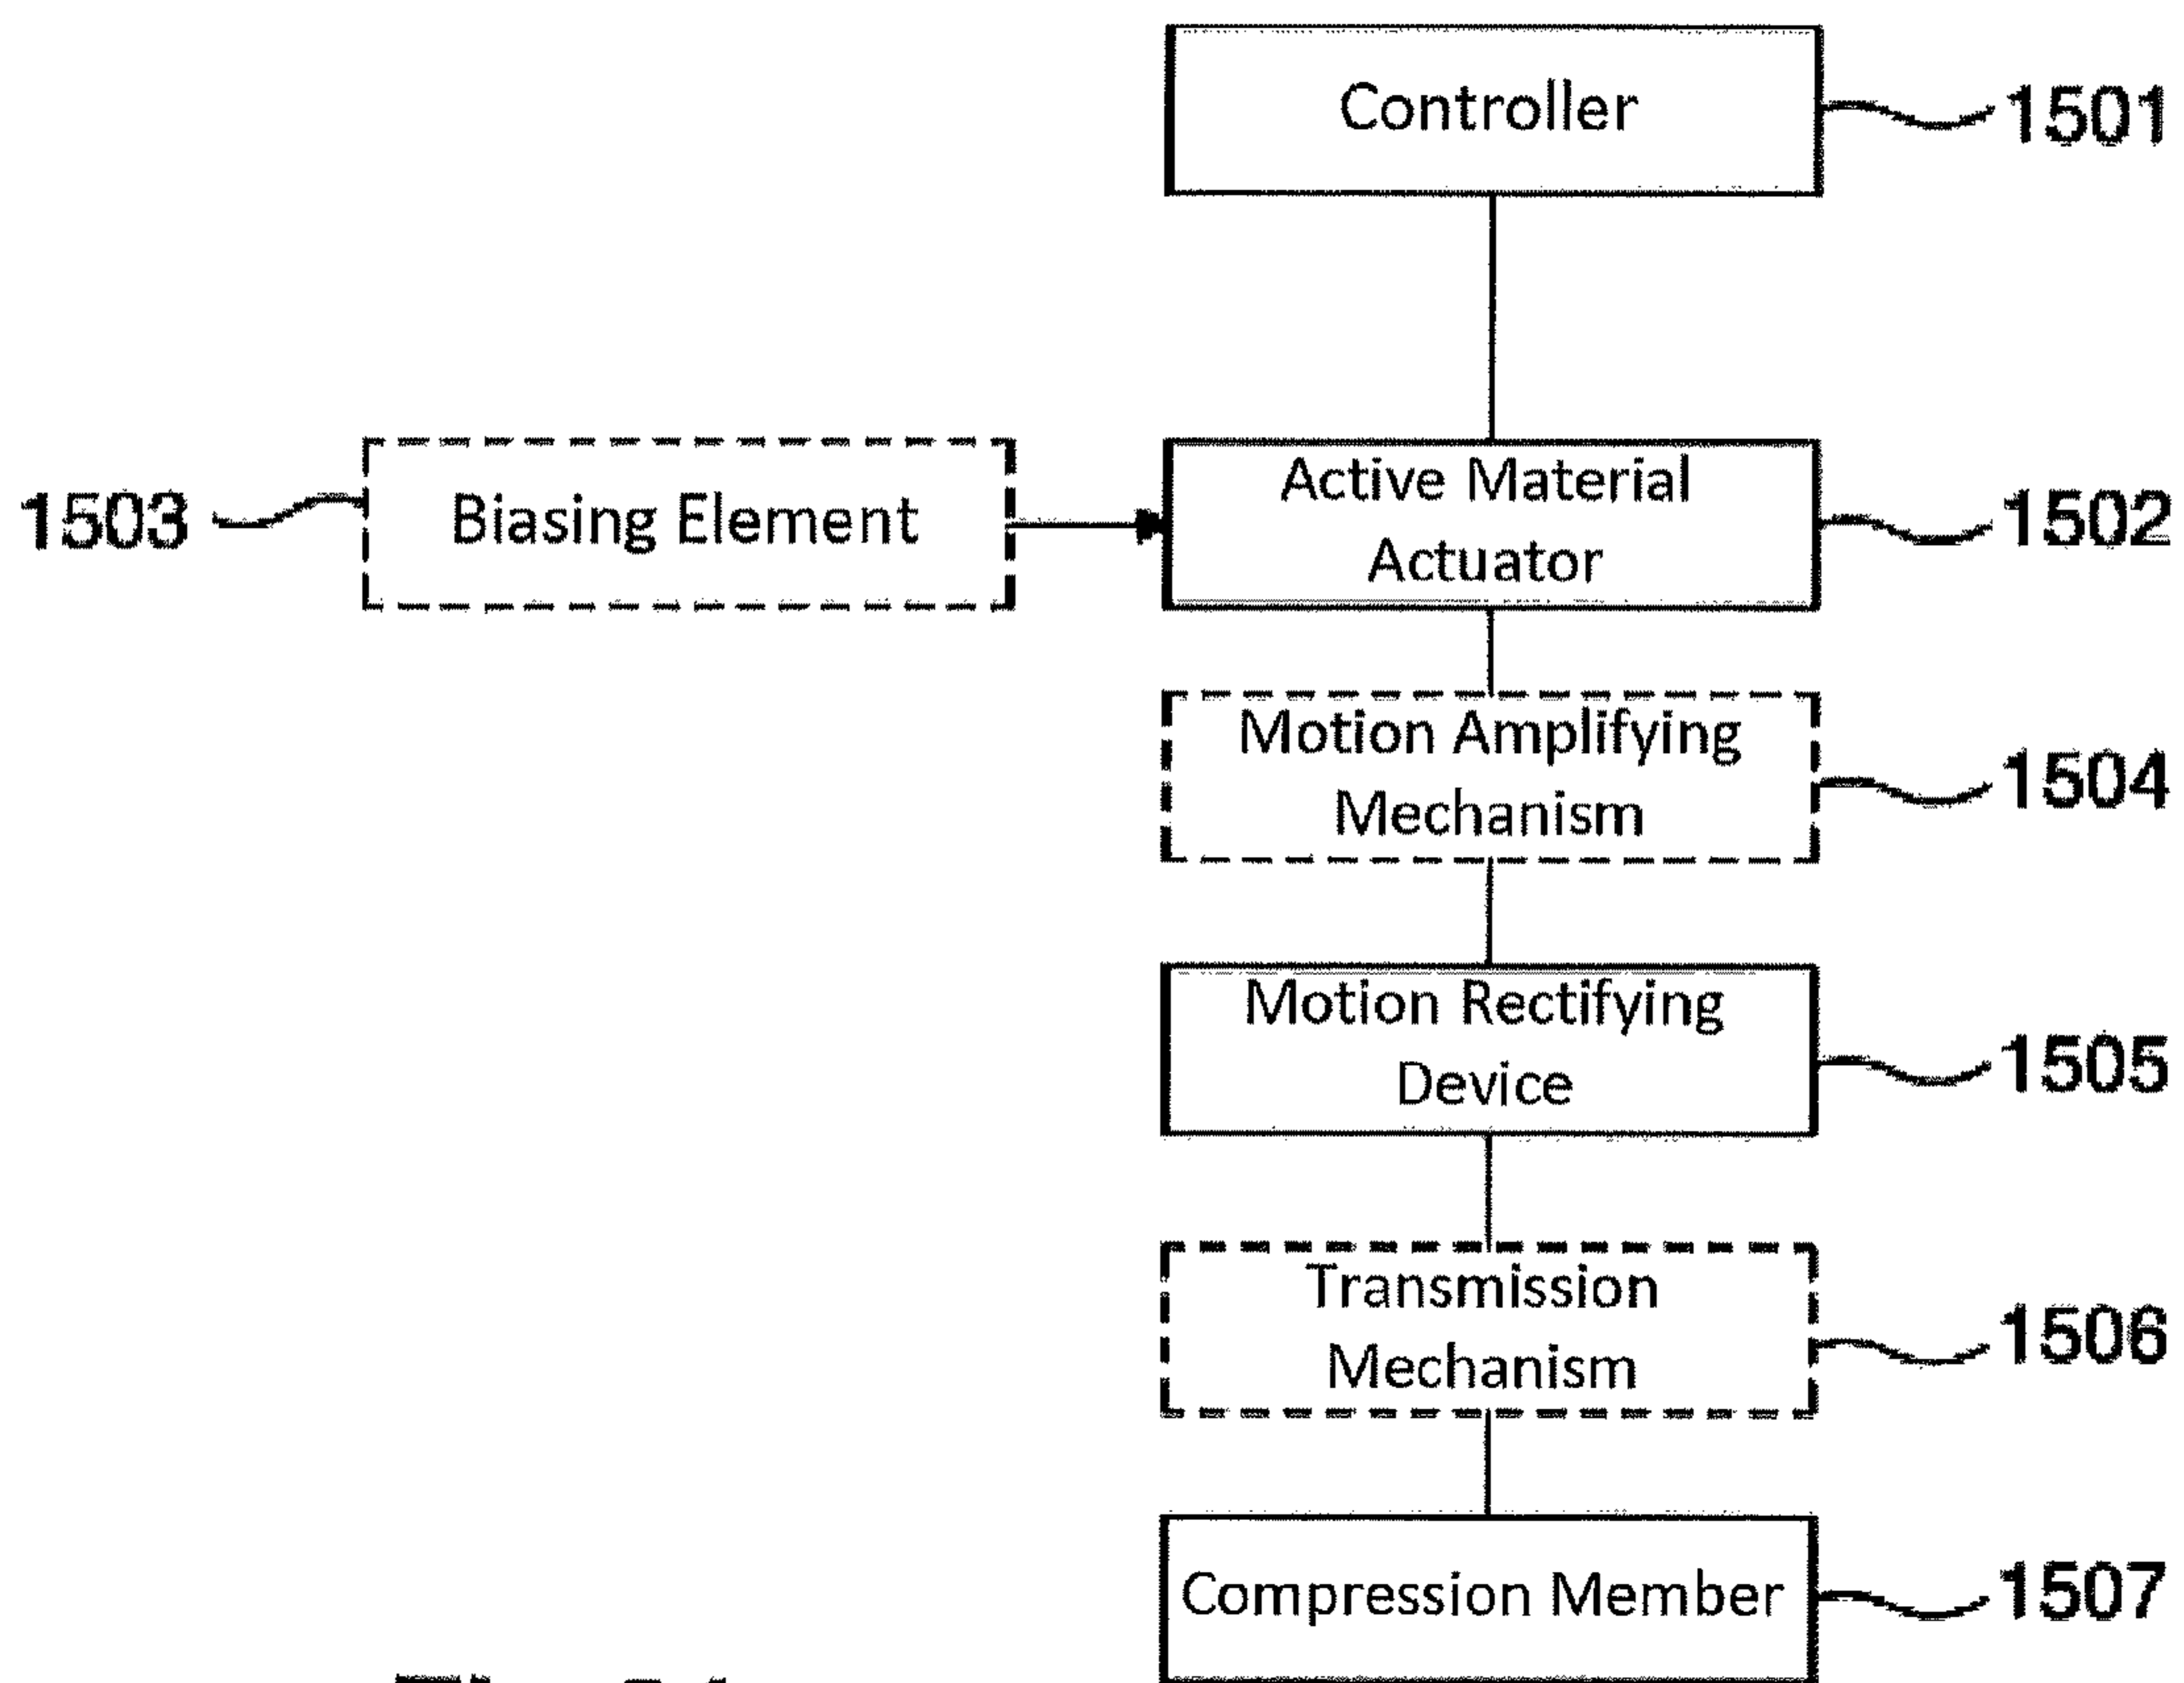 Controller
1501
1503
Biasing Element
Active Material
Actuator
1502
Motion Amplifying
Mechanism
1504
Motion Rectifying
Device
1505
Transmission
Mechanism
1506
Compression Member
1507